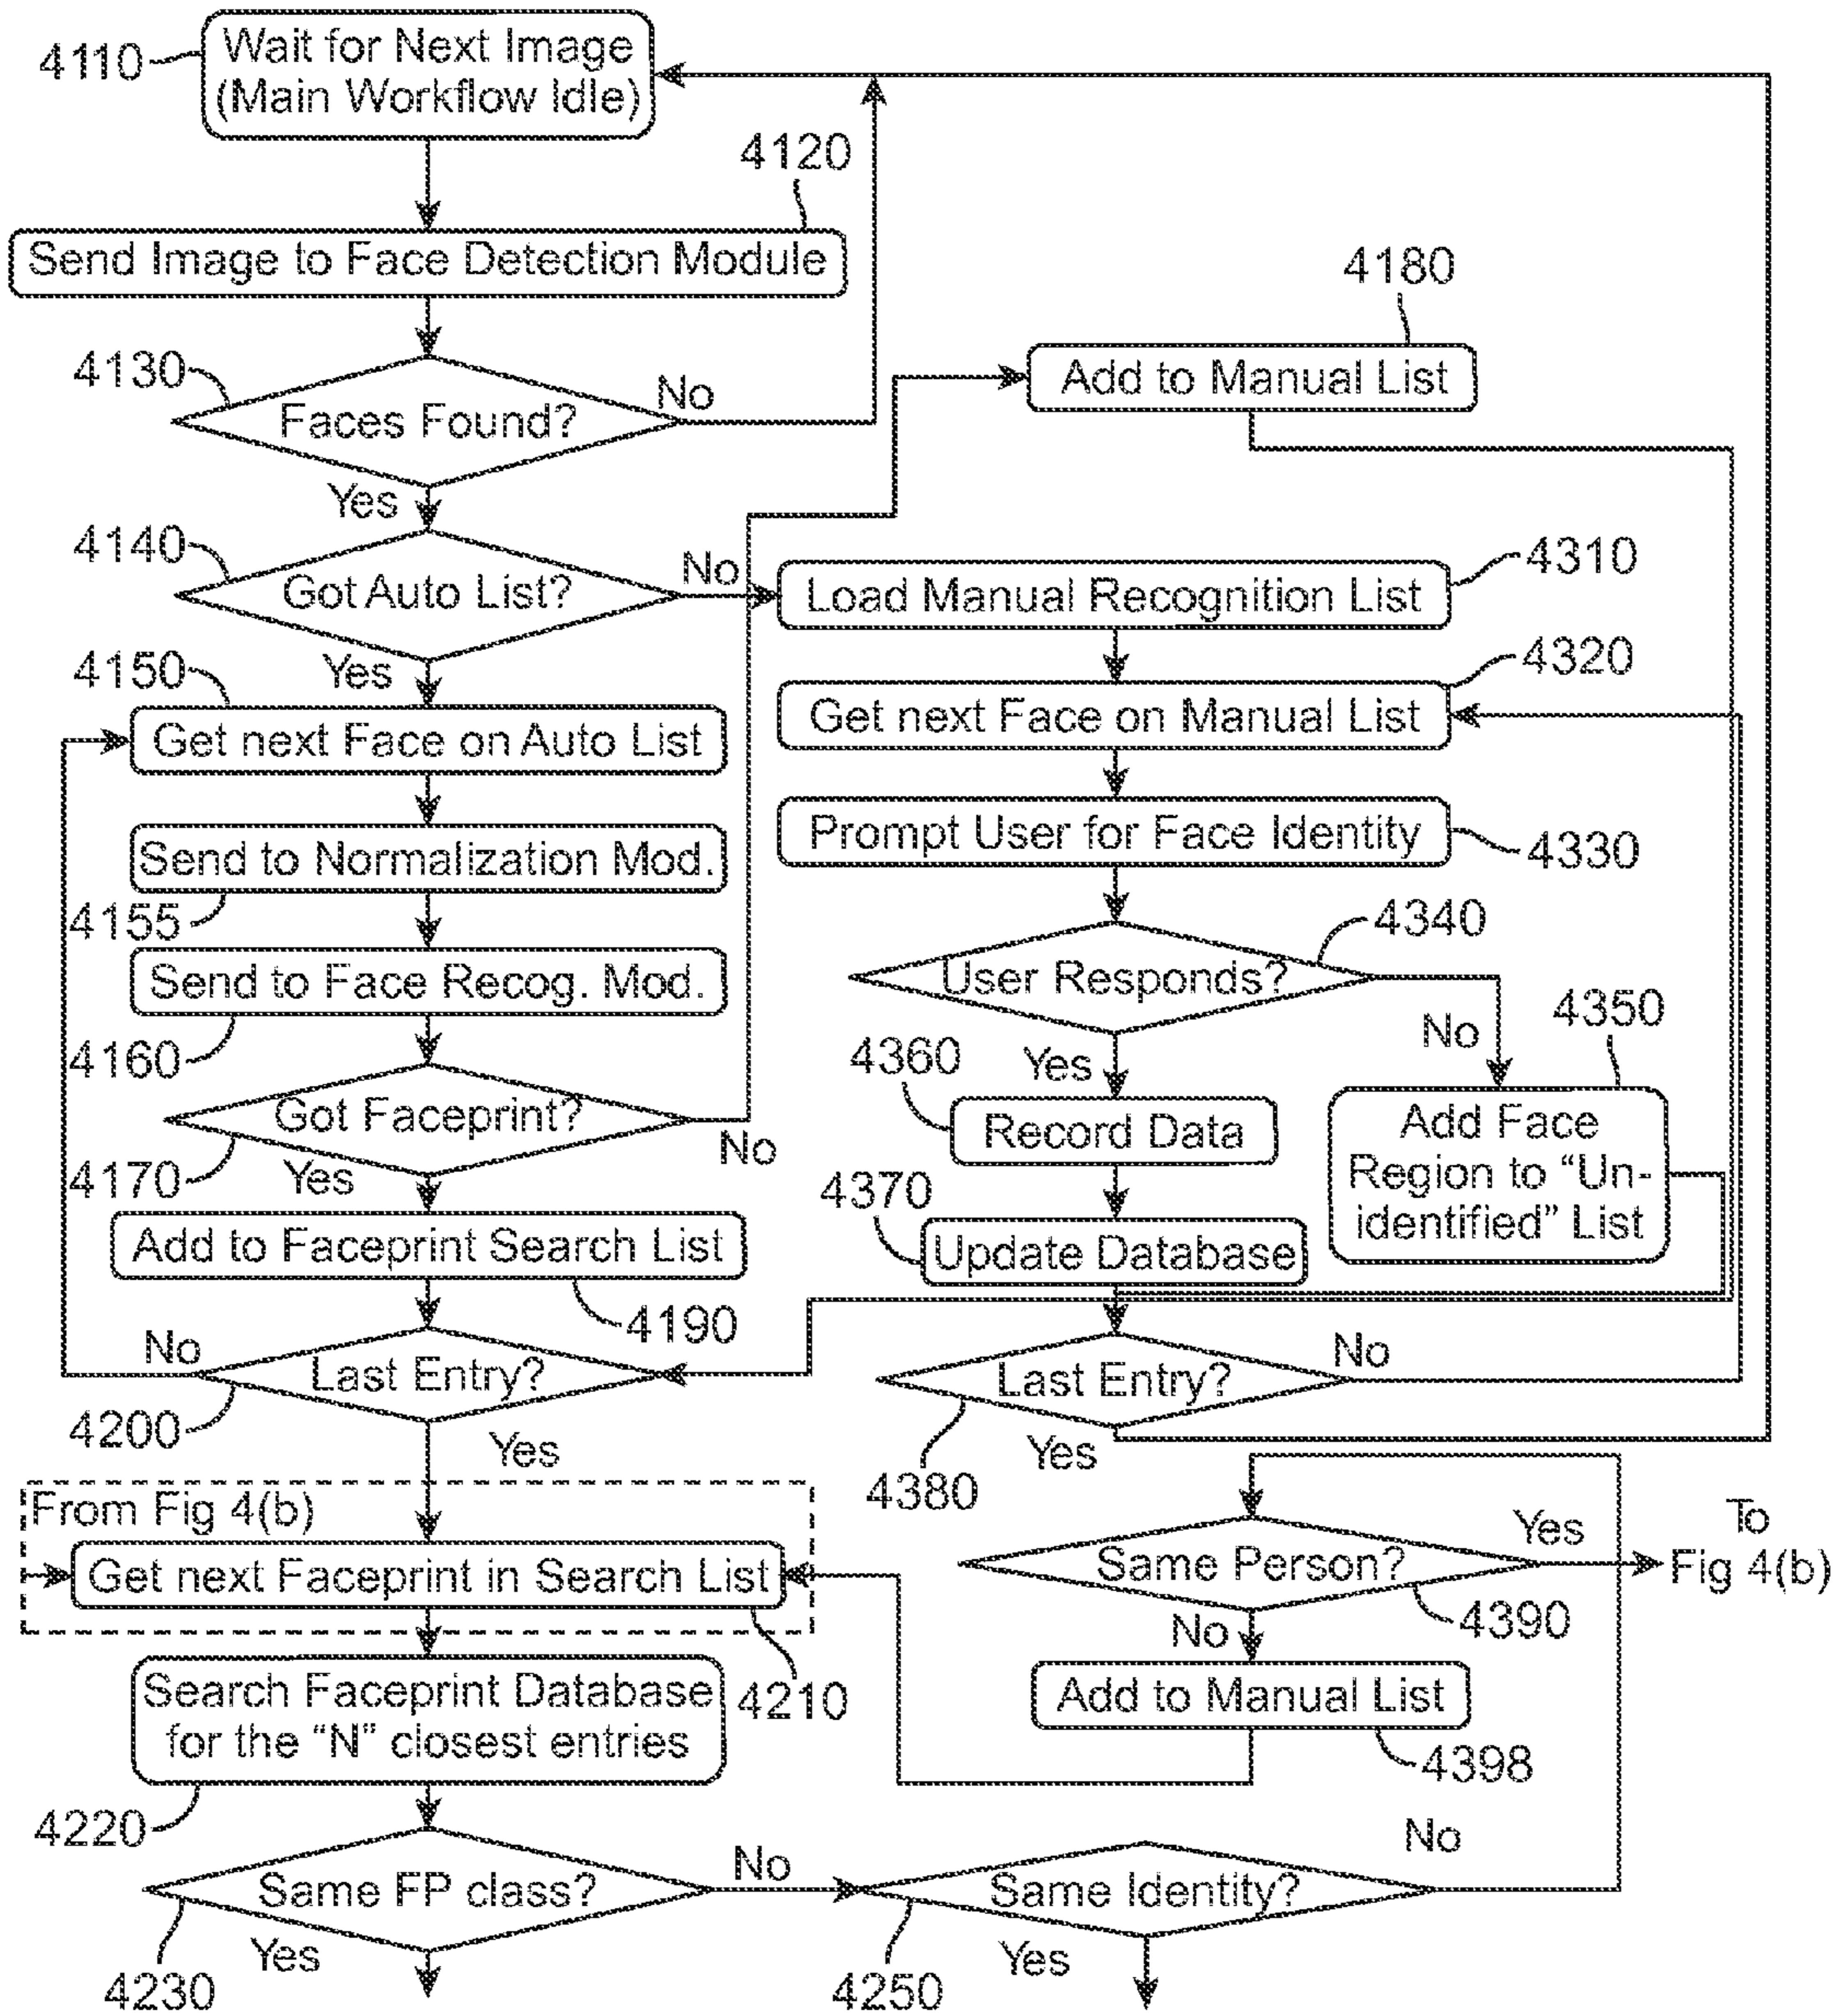 4110
Wait for Next Image
(Main Workflow Idle)
4120
Send Image to Face Detection Module
4180
Add to Manual List
4130
Faces Found?
No
Yes
4140
Got Auto List?
No
4310
Load Manual Recognition List
Yes
4150
4320
Get next Face on Auto List
Get next Face on Manual List
Send to Normalization Mod.
4155
Prompt User for Face Identity
4330
4340
User Responds?
Send to Face Recog. Mod.
4160
No
4350
Yes
4360
Got Faceprint?
No
4170
Yes
Record Data
Add Face
Region to “Un-
identified” List
4370
Update Database
Add to Faceprint Search List
4190
No
Last Entry?
4200
Yes
Last Entry?
No
4380
Yes
From Fig 4(b)
Get next Faceprint in Search List
4210
Same Person?
Yes
To
Fig 4(b)
4390
No
Add to Manual List
4398
Search Faceprint Database
for the “N” closest entries
4220
Same FP class?
No
4230
Yes
Same Identity?
No
4250
Yes